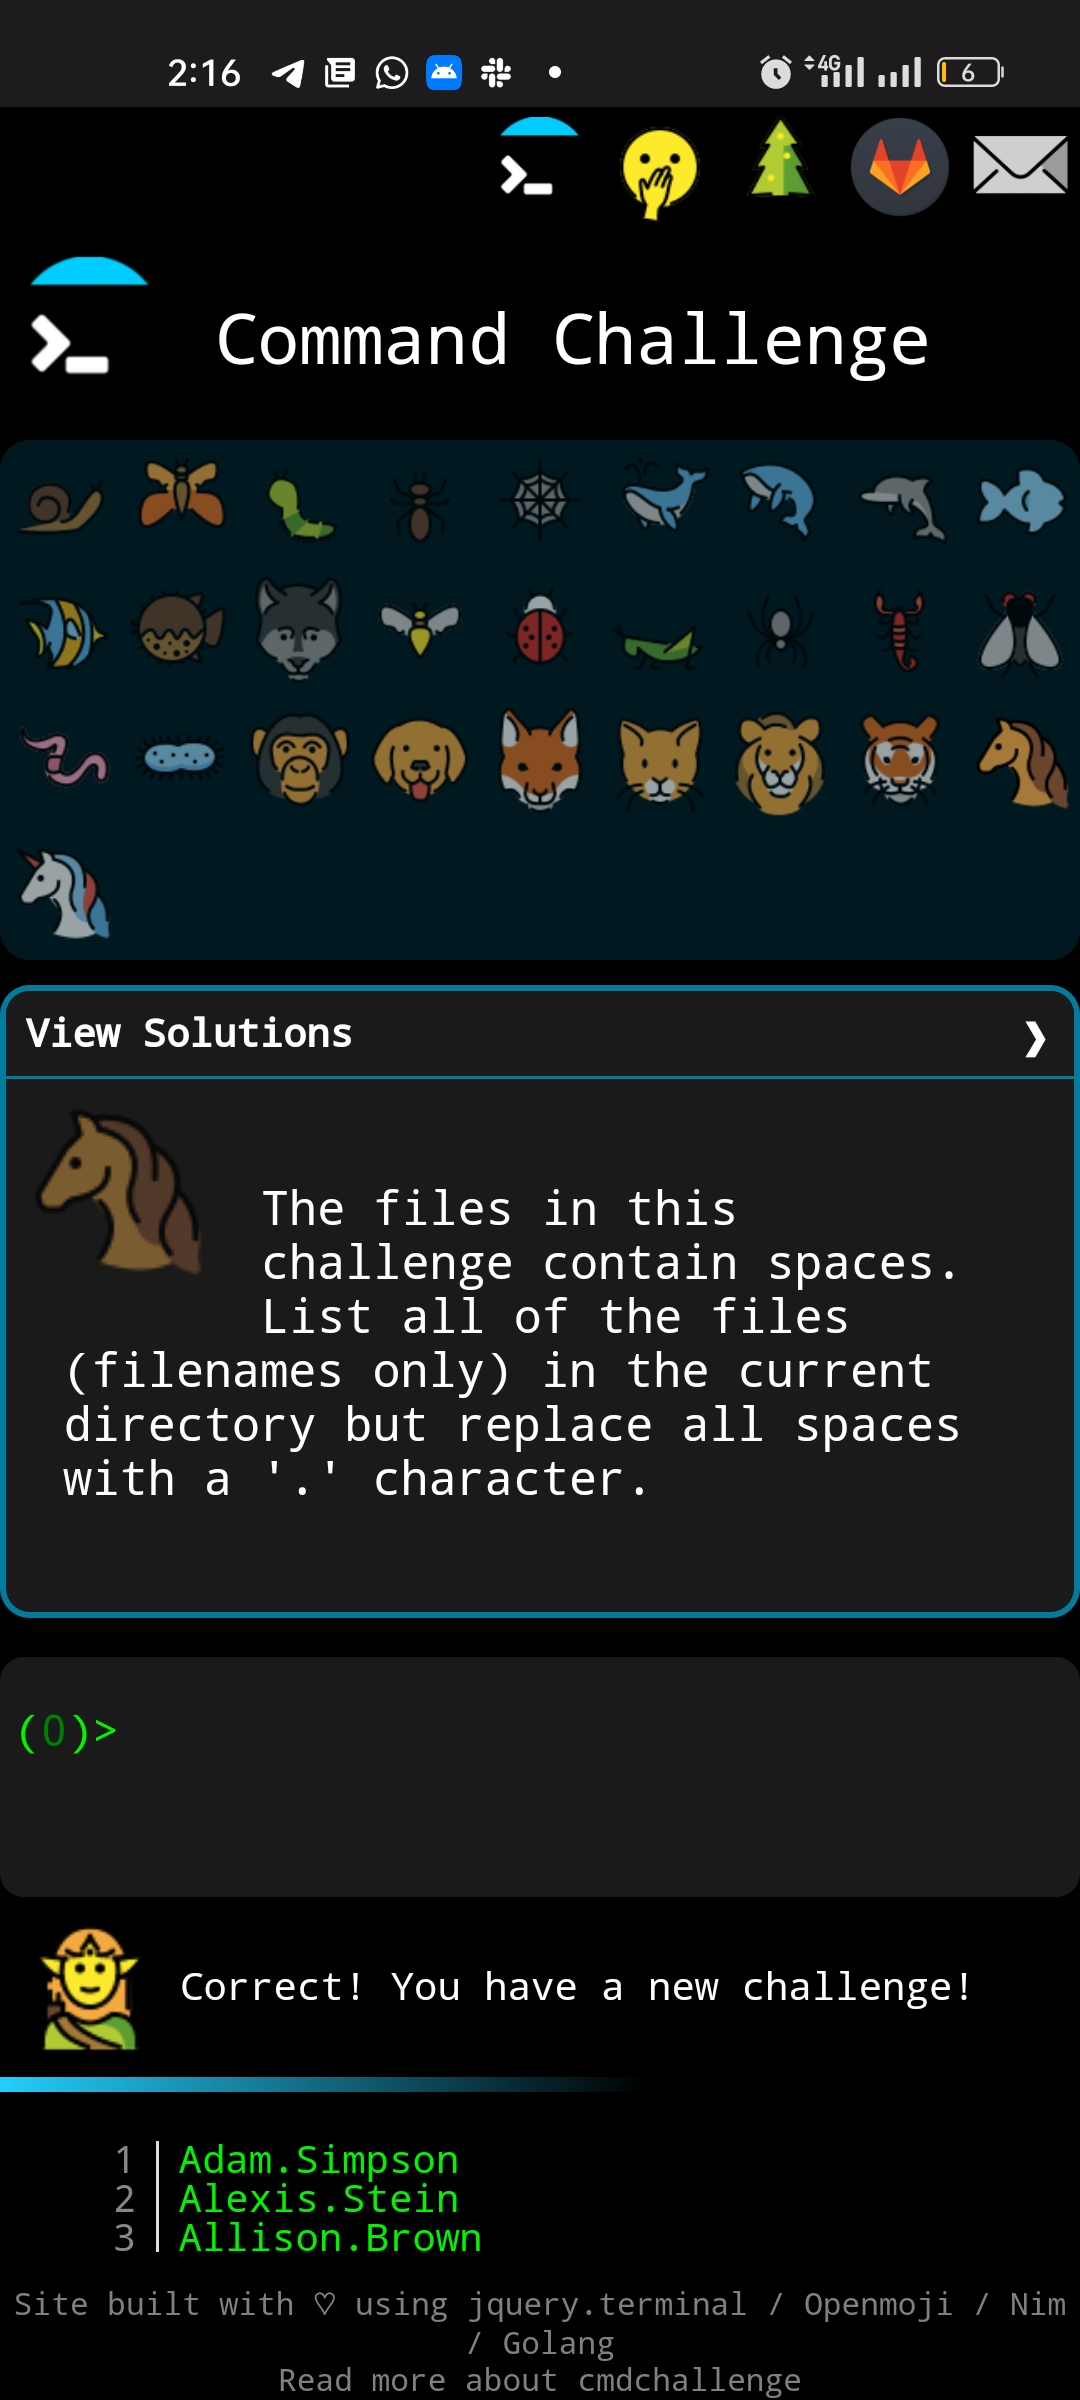 2:16
4G
6
Command Challenge
View Solutions
The files in this
challenge contain spaces.
List all of the files
(filenames only) in the current
directory but replace all spaces
with a '.' character.
(0)>
Correct! You have a new challenge!
1 Adam.Simpson
2 Alexis.Stein
3 Allison.Brown
Site built with ♡ using jquery.terminal / Openmoji / Nim
/ Golang
Read more about cmdchallenge